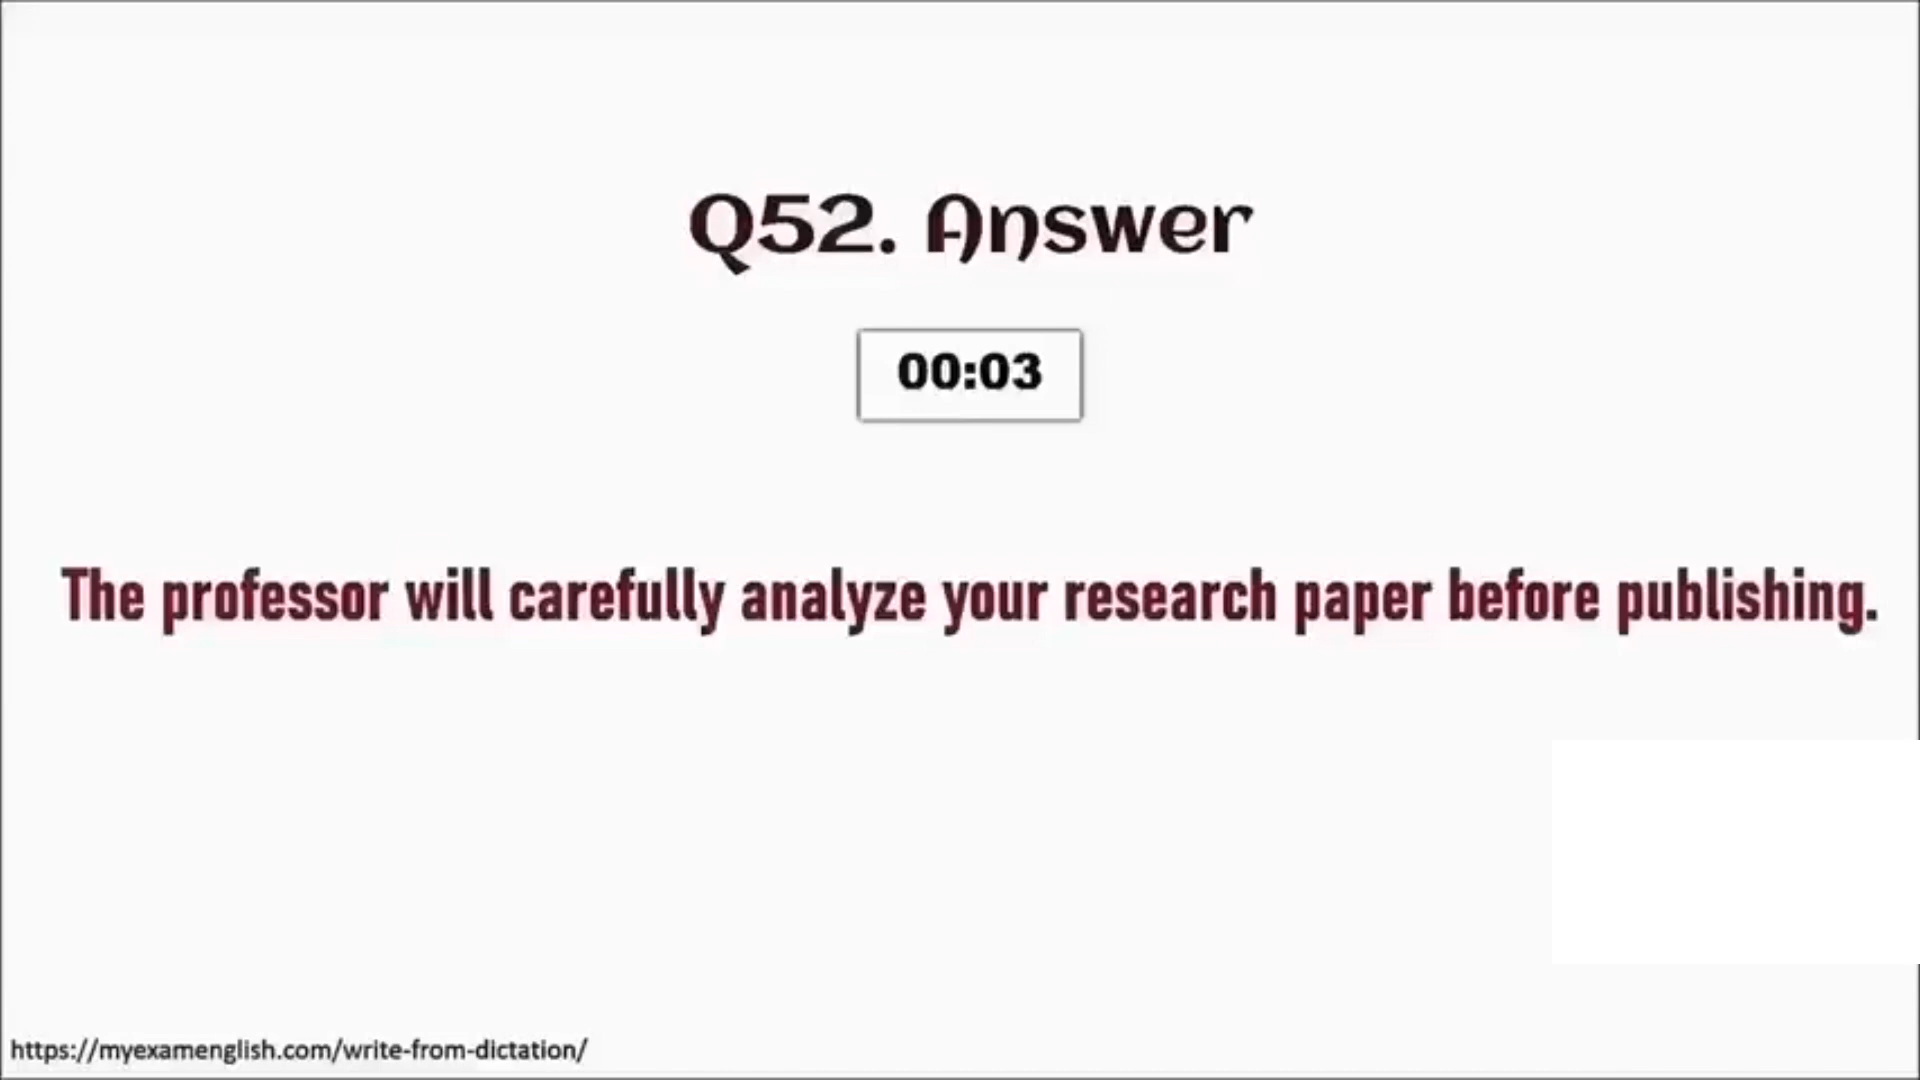 Q52. Answer
00:03
The professor will carefully analyze your research paper before publishing.
https://myexamenglish.com/write-from-dictation/